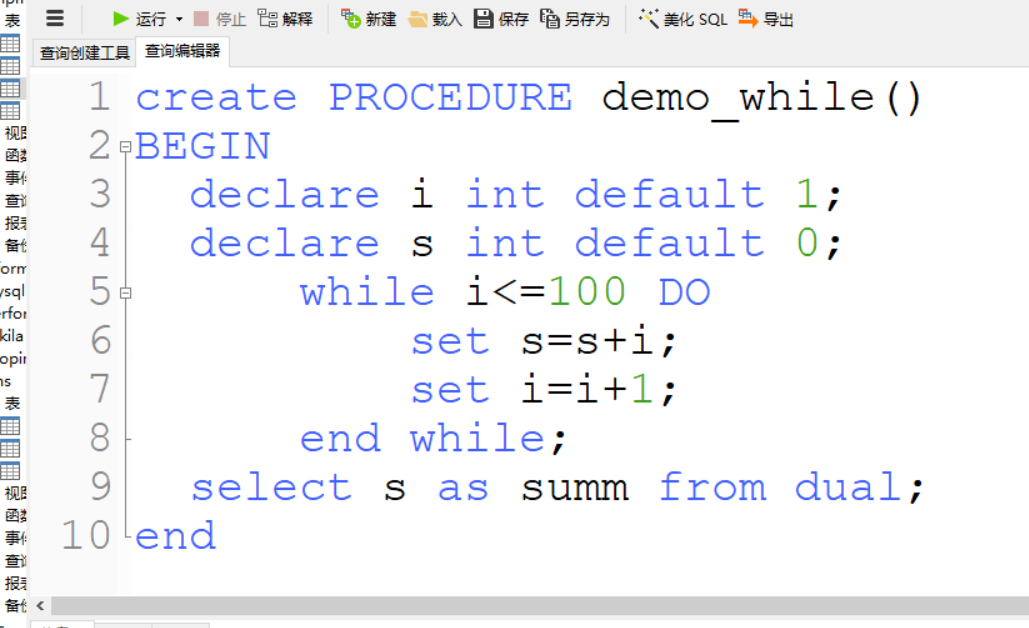 表
运行 停止 解释 新建 载入 保存 另存为 美化 SQL 导出
查询创建工具 查询编辑器
1 create PROCEDURE demo_while()
2 BEGIN
3 declare i int default 1;
4 declare s int default 0;
5 while i<=100 DO
6 set s=s+i;
7 set i=i+1;
8 end while;
9 select s as summ from dual;
10 end
表